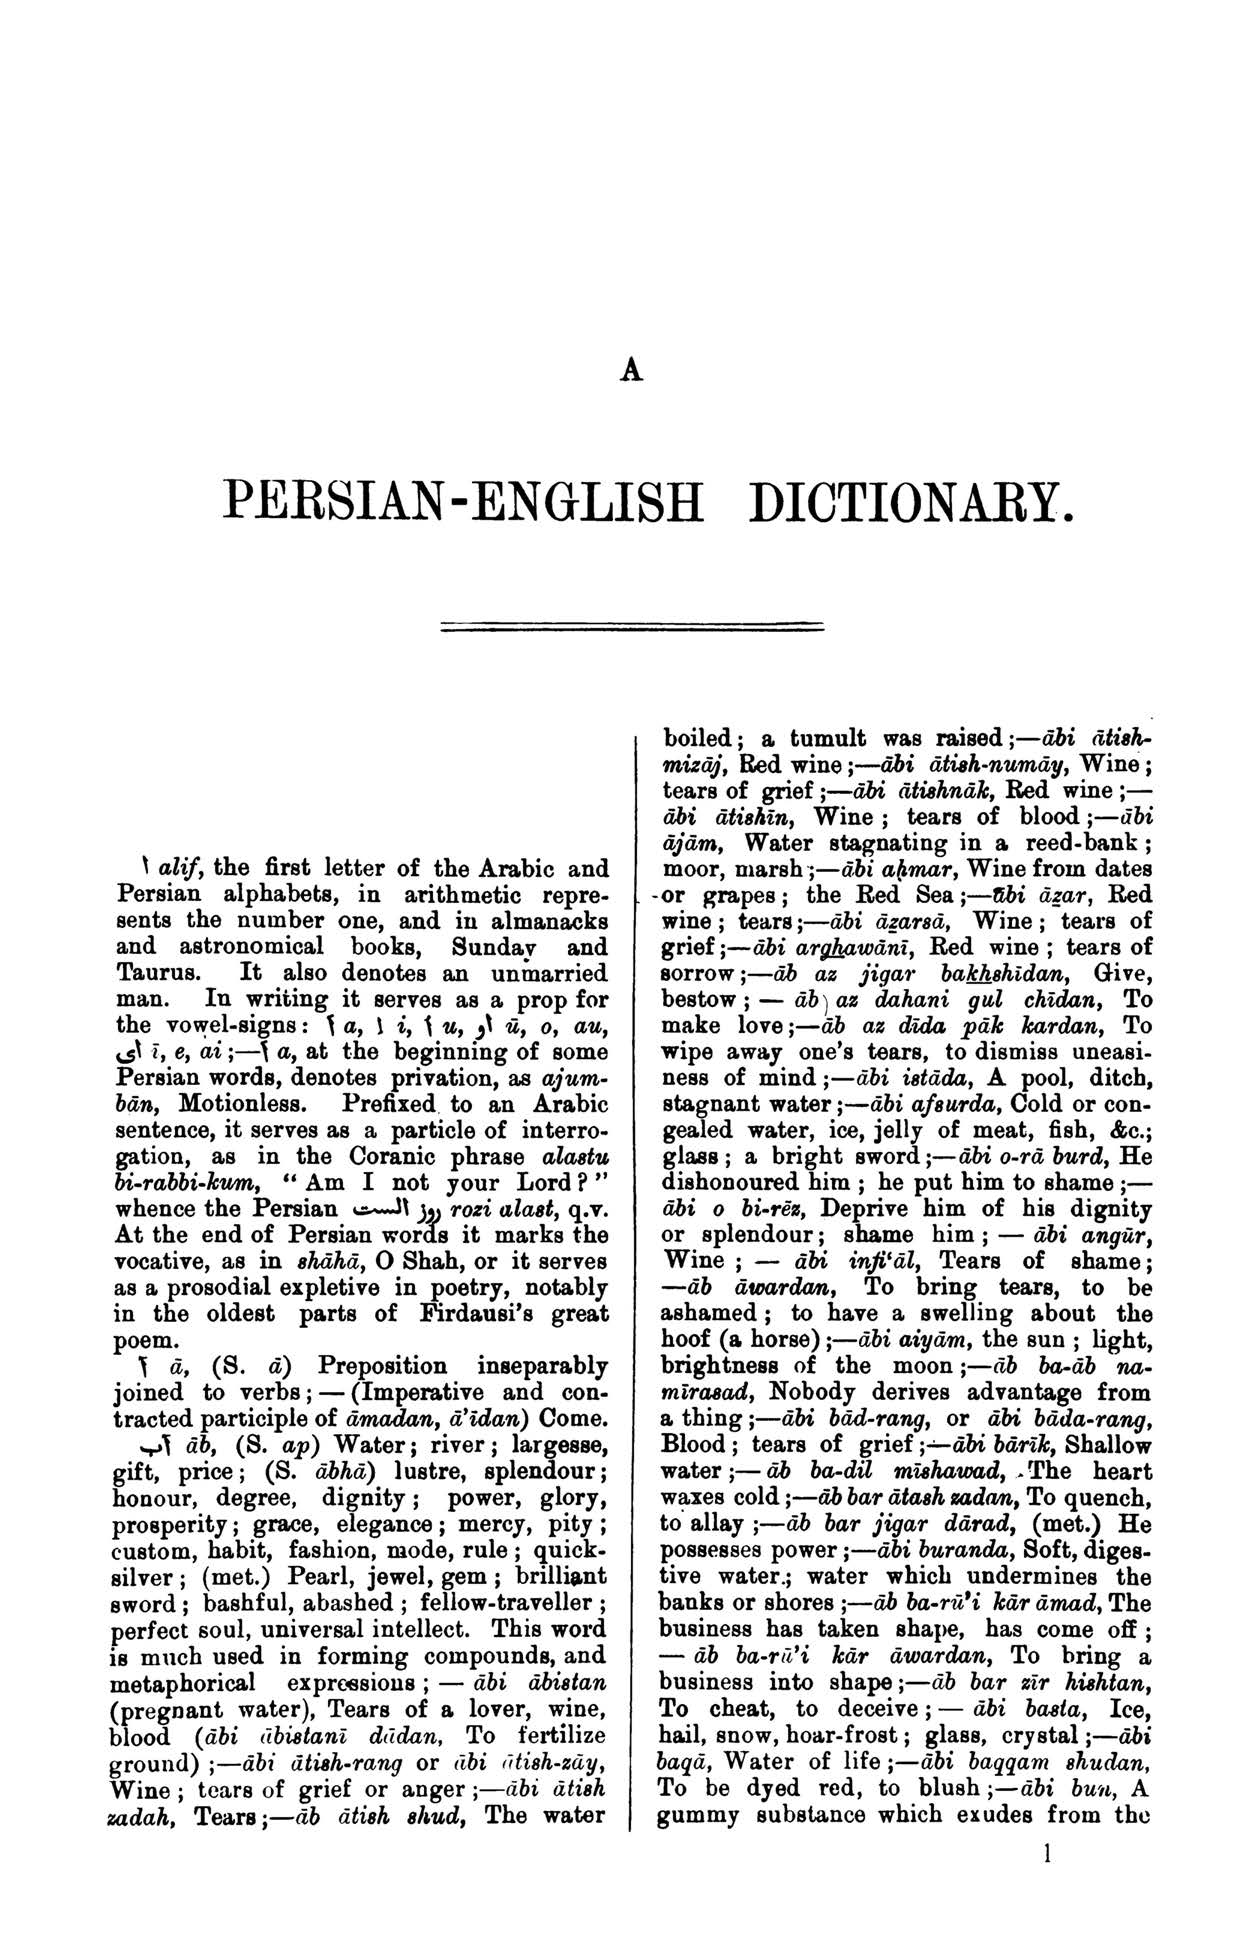 A
PERSIAN-ENGLISH DICTIONARY.
ا alif, the first letter of the Arabic and
Persian alphabets, in arithmetic repre-
sents the number one, and in almanacks
and astronomical books, Sunday and
Taurus. It also denotes an unmarried
man. In writing it serves as a prop for
the vowel-signs: اَ a, اِ i, اُ u, او ū, o, au,
اى ī, e, ai;—اَ a, at the beginning of some
Persian words, denotes privation, as ajum-
bān, Motionless. Prefixed to an Arabic
sentence, it serves as a particle of interro-
gation, as in the Coranic phrase alastu
bi-rabbi-kum, “Am I not your Lord?”
whence the Persian روز الست rozi alast, q.v.
At the end of Persian words it marks the
vocative, as in shāhā, O Shah, or it serves
as a prosodial expletive in poetry, notably
in the oldest parts of Firdausi's great
poem.
آ ā, (S. ā) Preposition inseparably
joined to verbs;—(Imperative and con-
tracted participle of āmadan, ā'īdan) Come.
آب āb, (S. ap) Water; river; largesse,
gift, price; (S. ābhā) lustre, splendour;
honour, degree, dignity; power, glory,
prosperity; grace, elegance; mercy, pity;
custom, habit, fashion, mode, rule; quick-
silver; (met.) Pearl, jewel, gem; brilliant
sword; bashful, abashed; fellow-traveller;
perfect soul, universal intellect. This word
is much used in forming compounds, and
metaphorical expressions;—ābi ābistan
(pregnant water), Tears of a lover, wine,
blood (ābi ābistanī dādan, To fertilize
ground);—ābi ātish-rang or ābi ātish-zāy,
Wine; tears of grief or anger;—ābi ātish
zadah, Tears;—āb ātish shud, The water
boiled; a tumult was raised;—ābi ātish-
mizāj, Red wine;—ābi ātish-numāy, Wine;
tears of grief;—ābi ātishnāk, Red wine;—
ābi ātishīn, Wine; tears of blood;—ābi
ājām, Water stagnating in a reed-bank;
moor, marsh;—ābi aḥmar, Wine from dates
or grapes; the Red Sea;—ābi āẕar, Red
wine; tears;—ābi āẕarsā, Wine; tears of
grief;—ābi arg͟hawānī, Red wine; tears of
sorrow;—āb az jigar bak͟hshīdan, Give,
bestow;—āb az dahani gul chīdan, To
make love;—āb az dīda pāk kardan, To
wipe away one's tears, to dismiss uneasi-
ness of mind;—ābi istāda, A pool, ditch,
stagnant water;—ābi afsurda, Cold or con-
gealed water, ice, jelly of meat, fish, &c.;
glass; a bright sword;—ābi o-rā burd, He
dishonoured him; he put him to shame;—
ābi o bi-rēz, Deprive him of his dignity
or splendour; shame him;—ābi angūr,
Wine;—ābi infi‘āl, Tears of shame;
—āb āwardan, To bring tears, to be
ashamed; to have a swelling about the
hoof (a horse);—ābi aiyām, the sun; light,
brightness of the moon;—āb ba-āb na-
mīrasad, Nobody derives advantage from
a thing;—ābi bād-rang, or ābi bāda-rang,
Blood; tears of grief;—ābi bārīk, Shallow
water;—āb ba-dil mīshawad, The heart
waxes cold;—āb bar ātash zadan, To quench,
to allay;—āb bar jigar dārad, (met.) He
possesses power;—ābi buranda, Soft, diges-
tive water.; water which undermines the
banks or shores;—āb ba-rū'i kār āmad, The
business has taken shape, has come off;
—āb ba-rū'i kār āwardan, To bring a
business into shape;—āb bar zīr hishtan,
To cheat, to deceive;—ābi basta, Ice,
hail, snow, hoar-frost; glass, crystal;—ābi
baqā, Water of life;—ābi baqqam shudan,
To be dyed red, to blush;—ābi bun, A
gummy substance which exudes from the
1